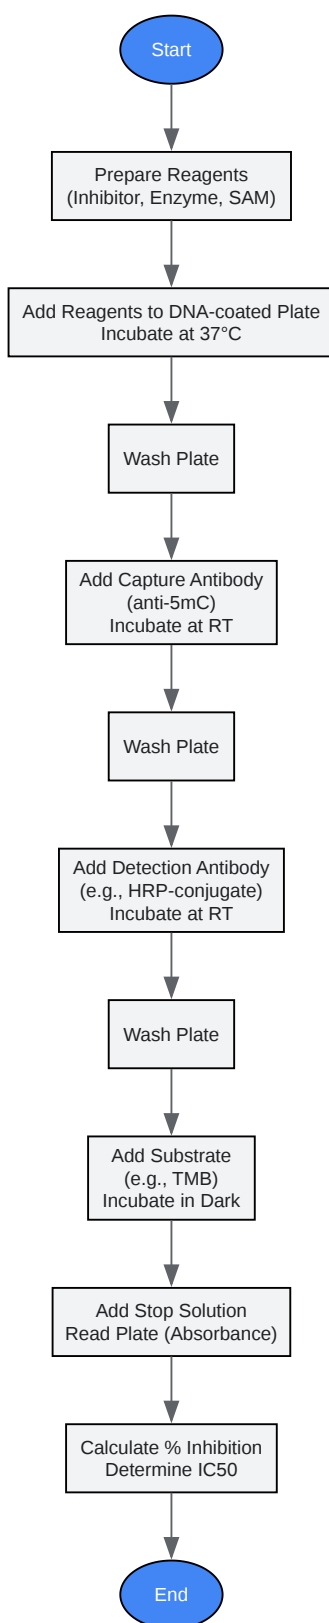 Start
Prepare Reagents
(Inhibitor, Enzyme, SAM)
Add Reagents to DNA-coated Plate
Incubate at 37°C
Wash Plate
Add Capture Antibody
(anti-5mC)
Incubate at RT
Wash Plate
Add Detection Antibody
(e.g., HRP-conjugate)
Incubate at RT
Wash Plate
Add Substrate
(e.g., TMB)
Incubate in Dark
Add Stop Solution
Read Plate (Absorbance)
Calculate % Inhibition
Determine IC50
End